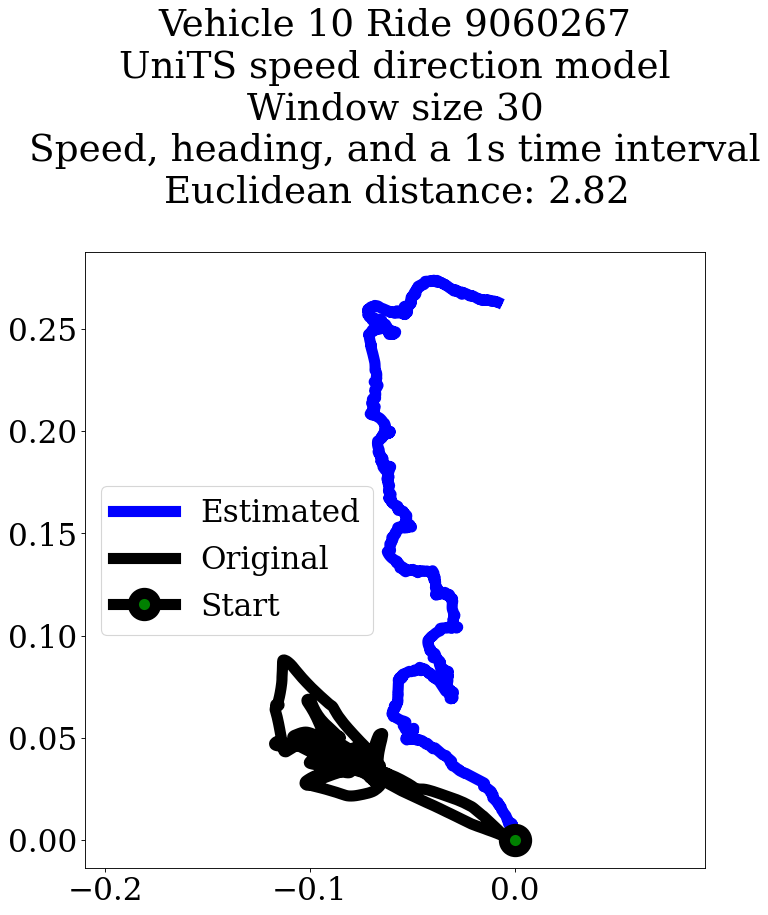 Vehicle 10 Ride 9060267
UniTS speed direction model
Window size 30
Speed, heading, and a 1s time interval
Euclidean distance: 2.82
0.25
0.20
0.15
0.10
0.05
0.00
Estimated
Original
Start
−0.2
−0.1
0.0